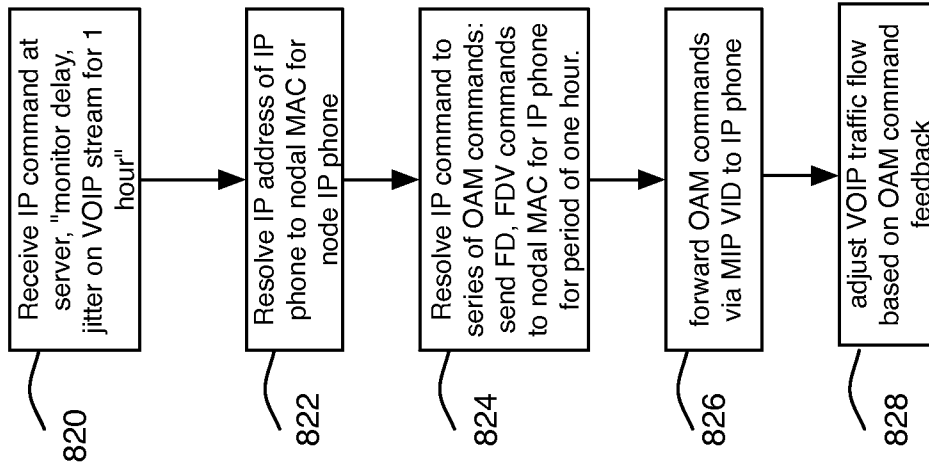 Receive IP command at
server, "monitor delay,
jitter on VOIP stream for 1
hour"
820
Resolve IP address of IP
phone to nodal MAC for
node IP phone
822
Resolve IP command to
series of OAM commands:
send FD, FDV commands
to nodal MAC for IP phone
for period of one hour.
824
forward OAM commands
via MIP VID to IP phone
826
adjust VOIP traffic flow
based on OAM command
feedback
828